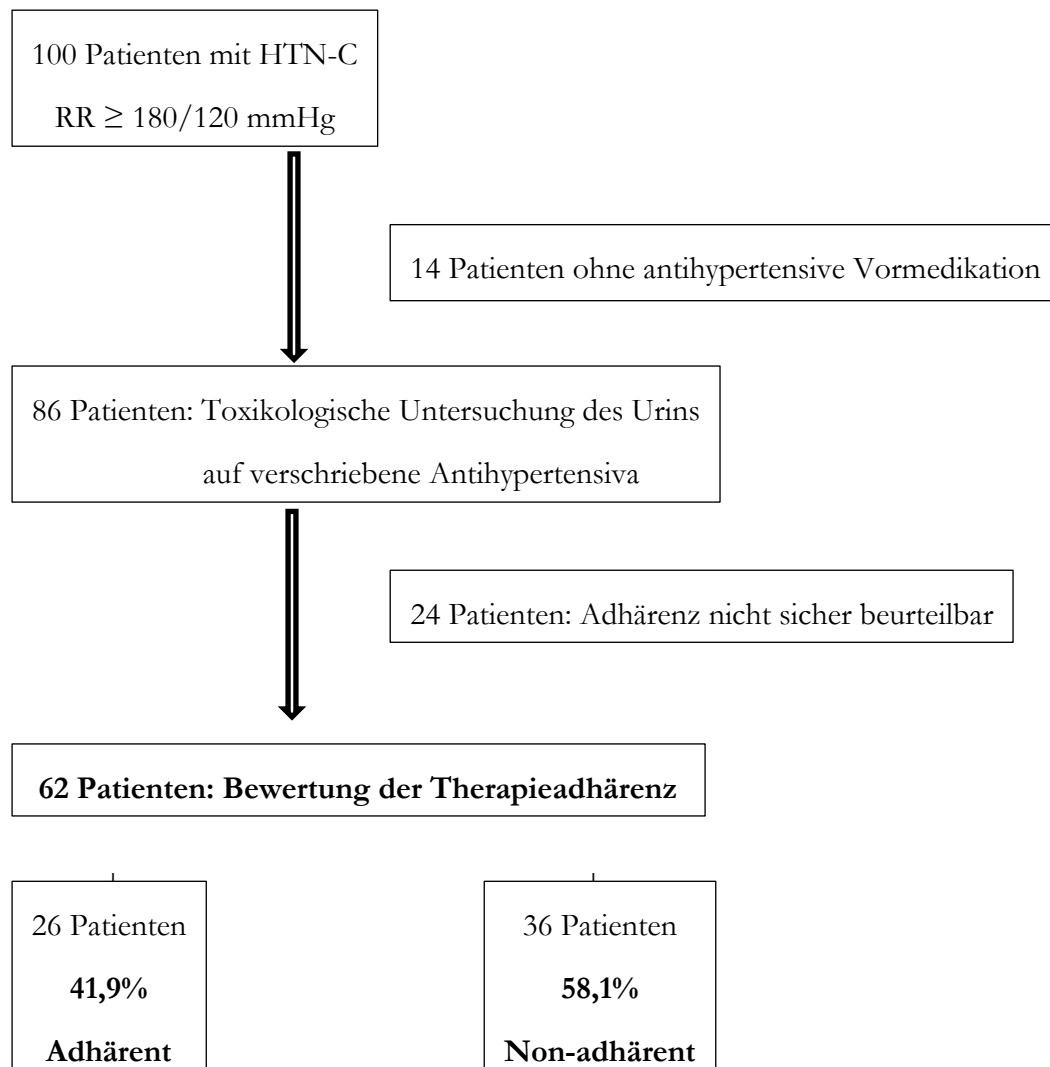 100 Patienten mit HTN-C
RR ≥ 180/120 mmHg
14 Patienten ohne antihypertensive Vormedikation
86 Patienten: Toxikologische Untersuchung des Urins
auf verschriebene Antihypertensiva
24 Patienten: Adhärenz nicht sicher beurteilbar
62 Patienten: Bewertung der Therapieadhärenz
26 Patienten
41,9%
Adhärent
36 Patienten
58,1%
Non-adhärent